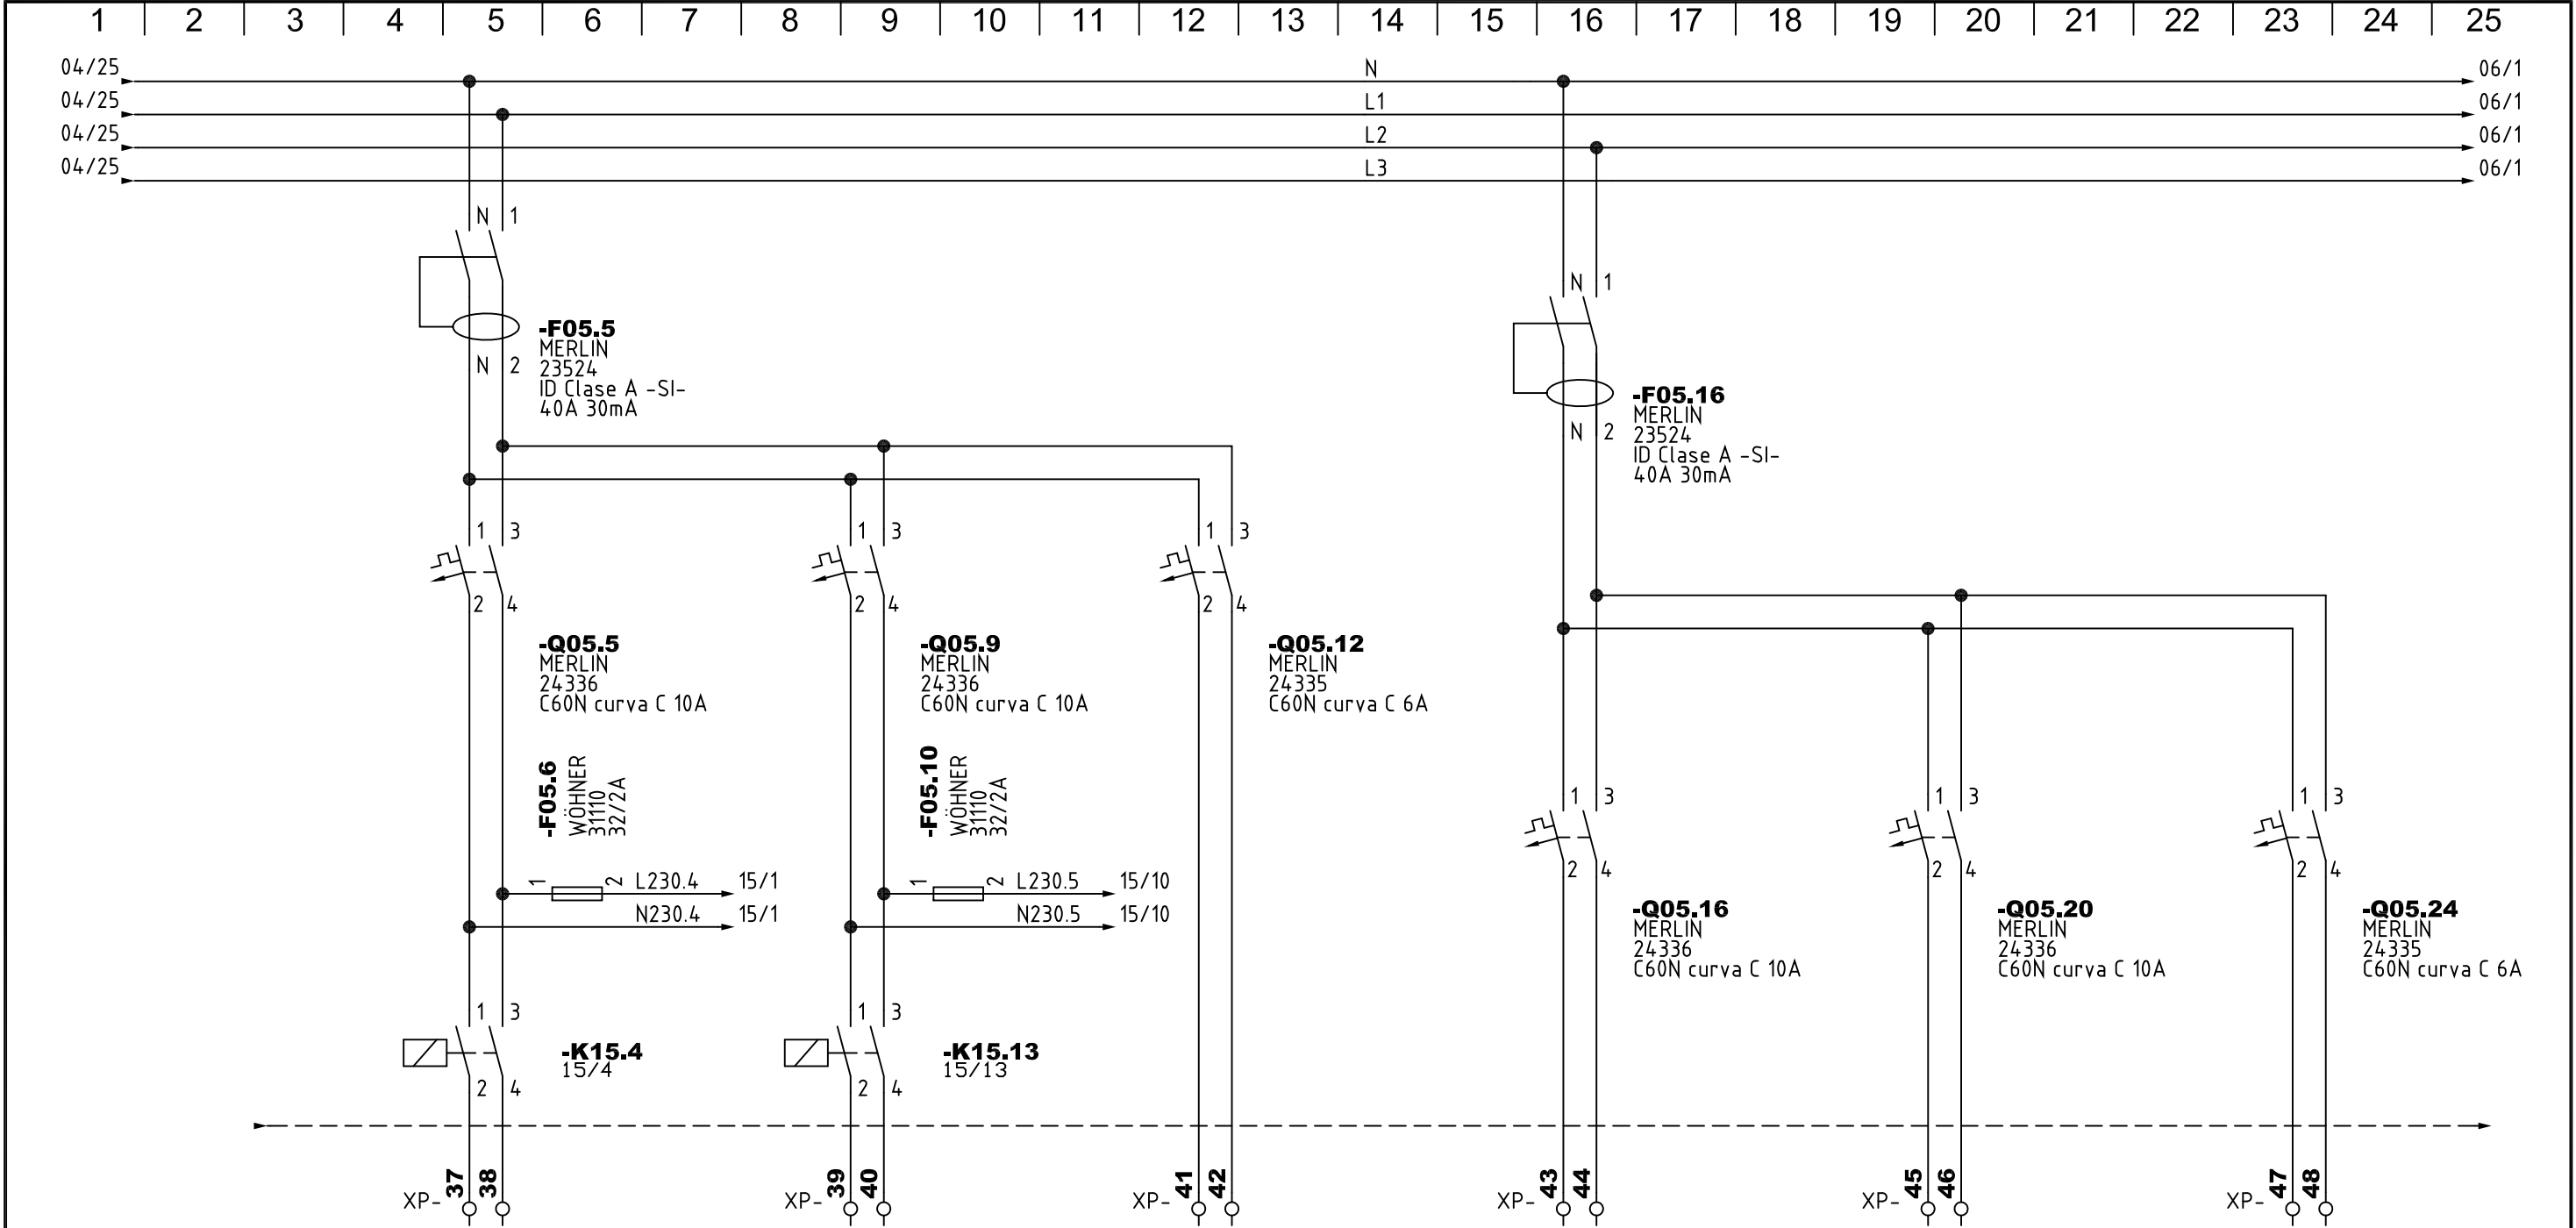 1 2 3 4 5 6 7 8 9 10 11 12 13 14 15 16 17 18 19 20 21 22 23 24 25
04/25 N 06/1
04/25 L1 06/1
04/25 L2 06/1
04/25 L3 06/1
N 1
-F05.5
MERLIN
23524
ID Clase A -SI-
40A 30mA
N 2
N 1
-F05.16
MERLIN
23524
ID Clase A -SI-
40A 30mA
N 2
1 3
2 4
-Q05.5
MERLIN
24336
C60N curva C 10A
1 3
2 4
-Q05.9
MERLIN
24336
C60N curva C 10A
1 3
2 4
-Q05.12
MERLIN
24335
C60N curva C 6A
-F05.6
WÖHNER
31110
32/2A
1 2 L230.4 15/1
N230.4 15/1
-F05.10
WÖHNER
31110
32/2A
1 2 L230.5 15/10
N230.5 15/10
1 3
2 4
-Q05.16
MERLIN
24336
C60N curva C 10A
1 3
2 4
-Q05.20
MERLIN
24336
C60N curva C 10A
1 3
2 4
-Q05.24
MERLIN
24335
C60N curva C 6A
1 3
-K15.4
15/4
2 4
1 3
-K15.13
15/13
2 4
XP- 37 38
XP- 39 40
XP- 41 42
XP- 43 44
XP- 45 46
XP- 47 48